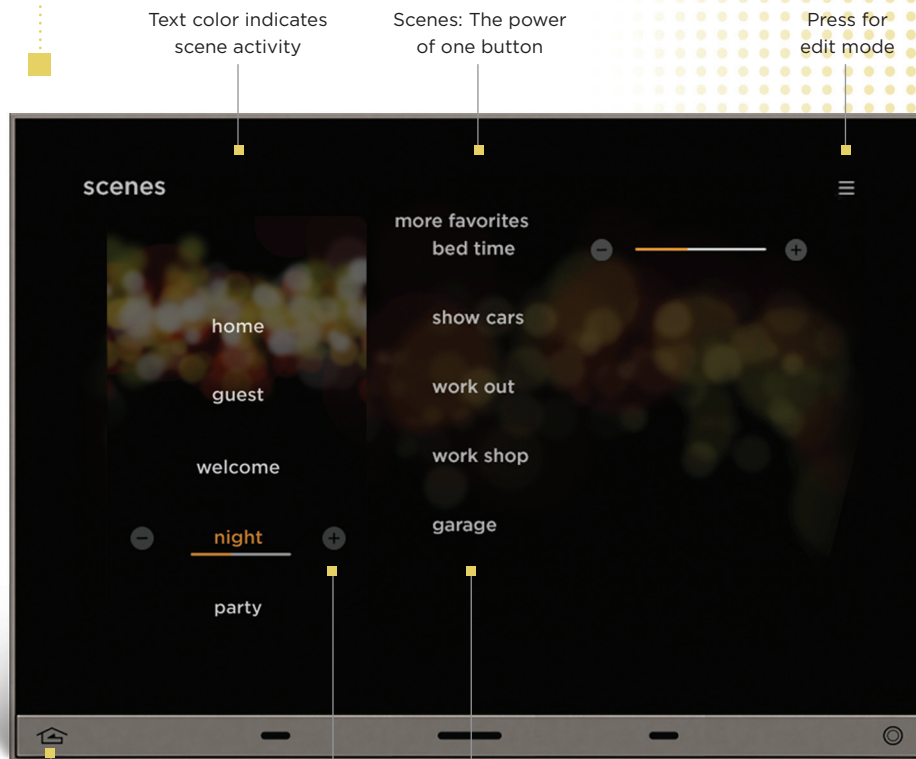 Text color indicates
scene activity
Scenes: The power
of one button
Press for
edit mode
scenes
home
guest
welcome
night
party
more favorites
bed time
show cars
work out
work shop
garage